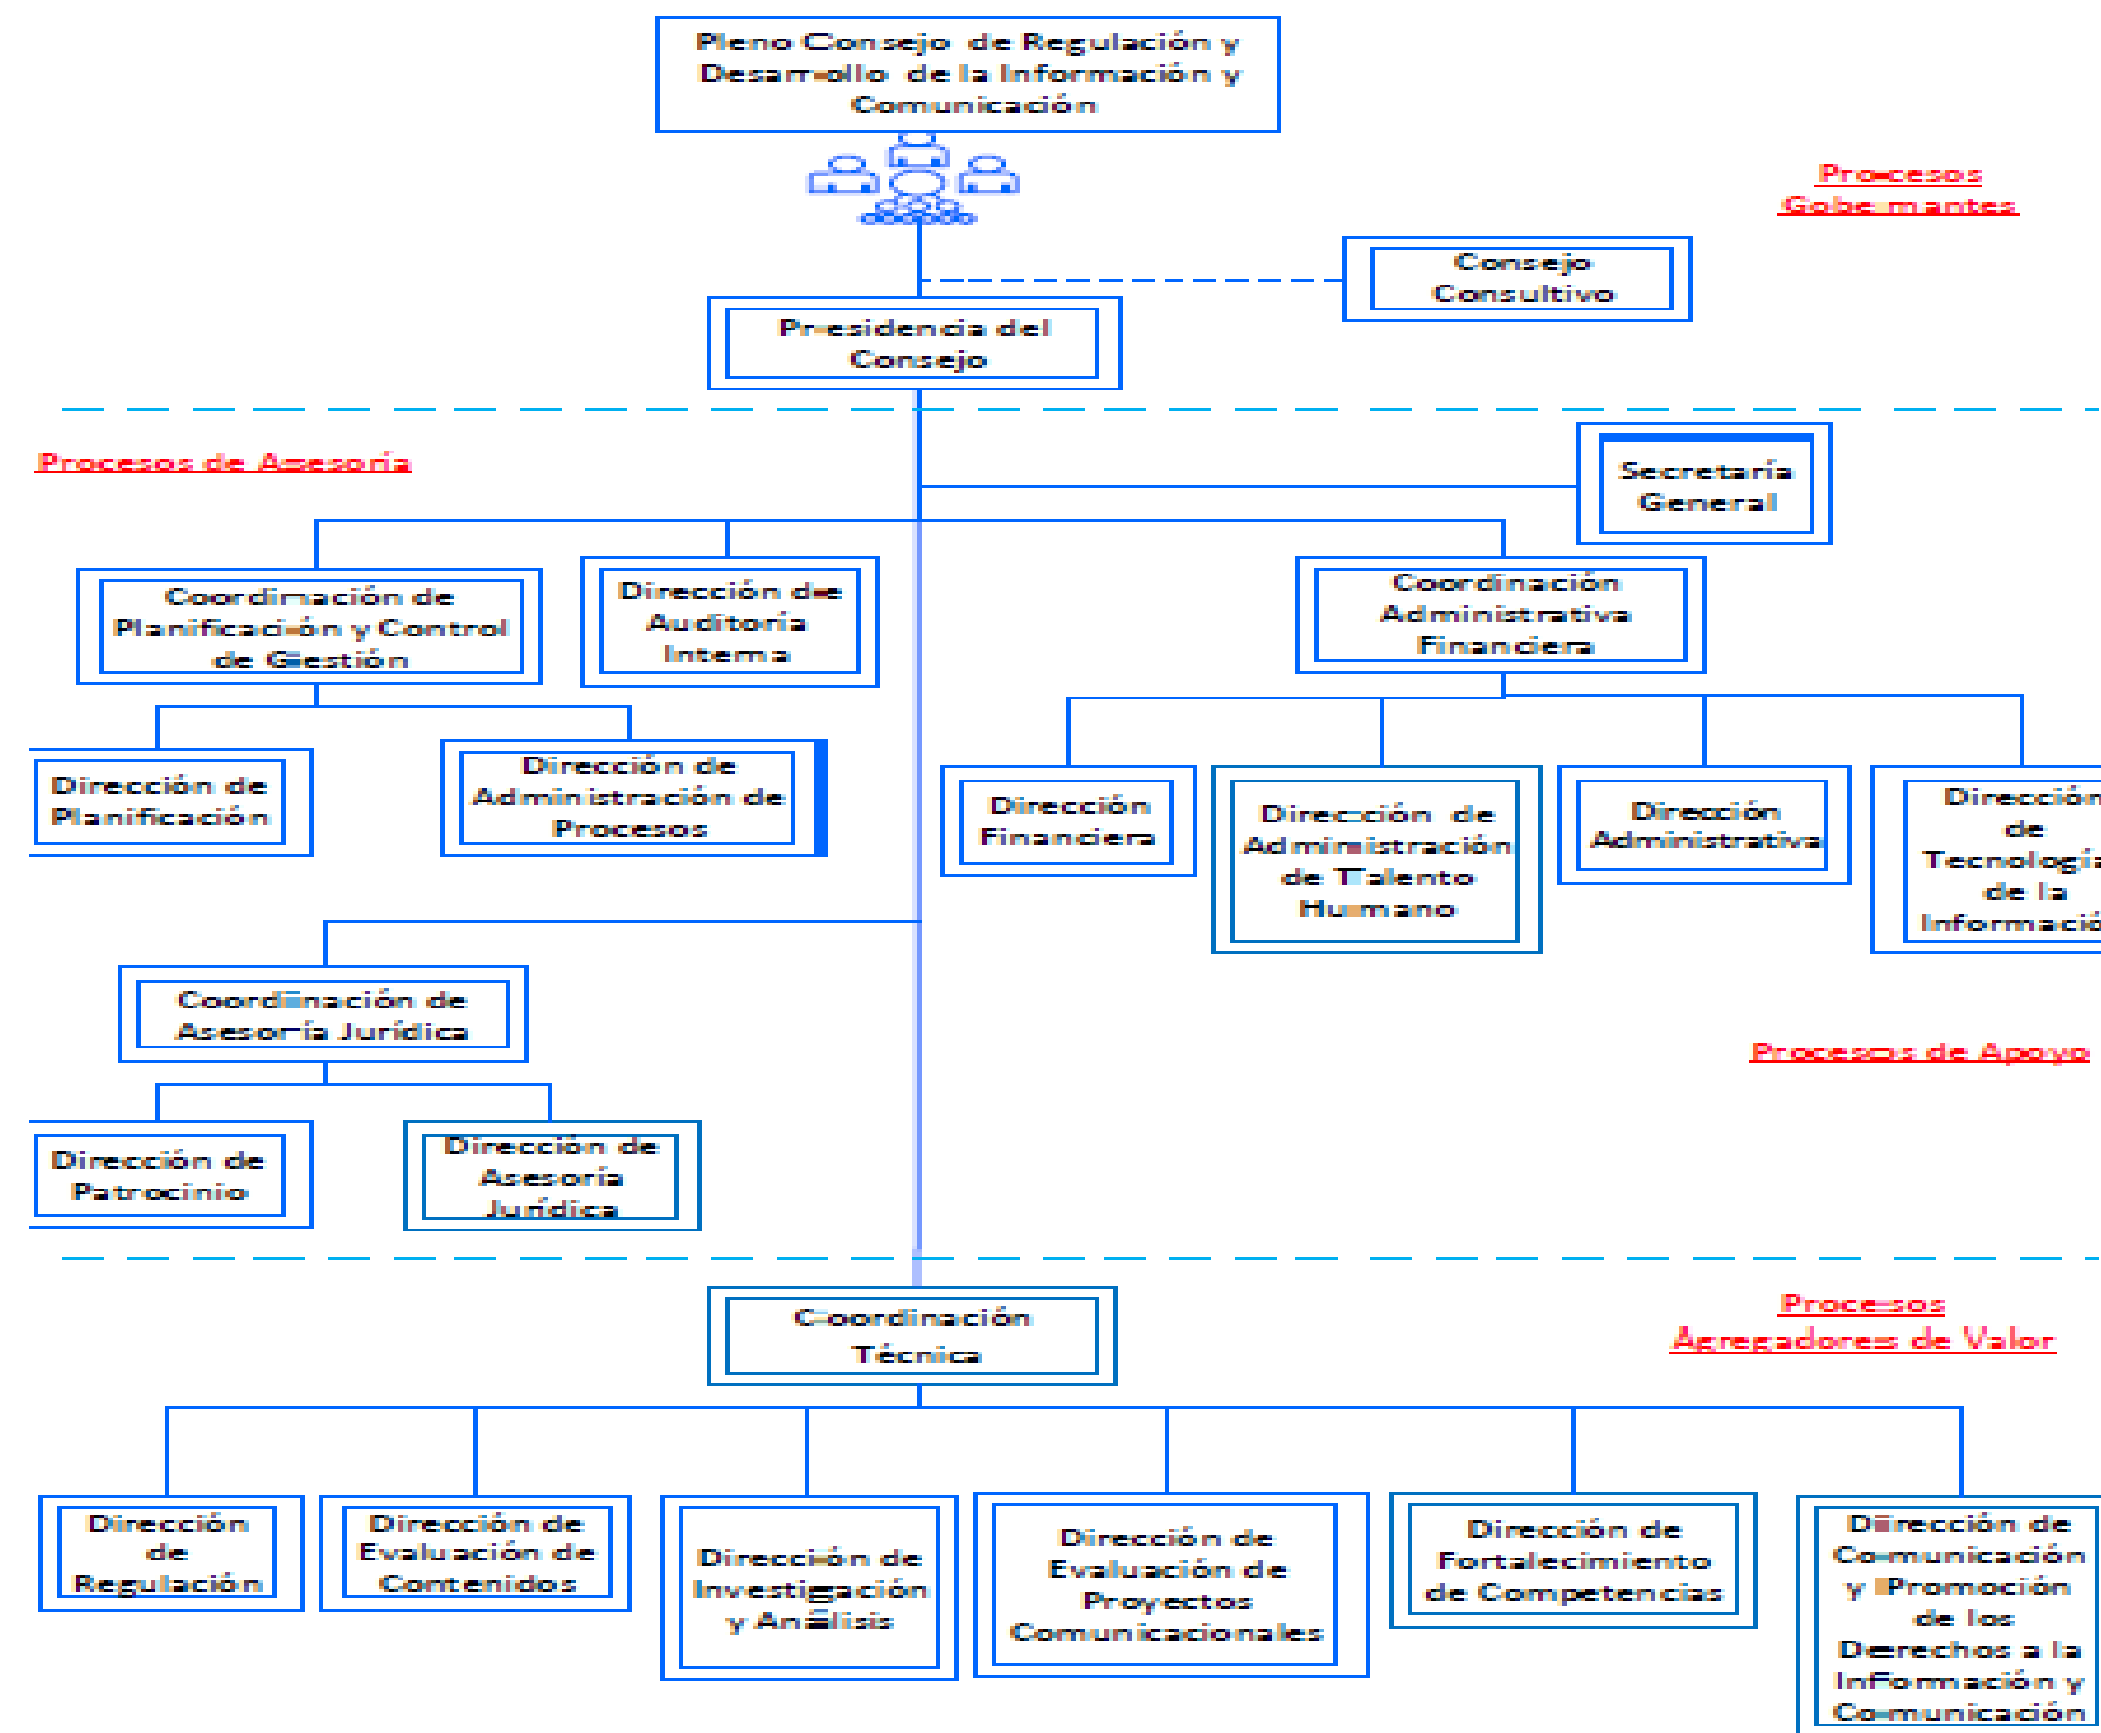 Pleno Consejo de Regulación y
Desarrollo de la Información y
Comunicación
Procesos
Gobernantes
Consejo
Consultivo
Presidencia del
Consejo
Procesos de Asesoría
Secretaría
General
Coordinación de
Planificación y Control
de Gestión
Dirección de
Auditoría
Interna
Coordinación
Administrativa
Financiera
Dirección de
Planificación
Dirección de
Administración de
Procesos
Dirección
Financiera
Dirección de
Administración
de Talento
Humano
Dirección
Administrativa
Dirección
de
Tecnología
de la
Informació
Coordinación de
Asesoría Jurídica
Procesos de Apoyo
Dirección de
Patrocinio
Dirección de
Asesoría
Jurídica
Coordinación
Técnica
Procesos
Agregadores de Valor
Dirección
de
Regulación
Dirección de
Evaluación de
Contenidos
Dirección de
Investigación
y Análisis
Dirección de
Evaluación de
Proyectos
Comunicacionales
Dirección de
Fortalecimiento
de Competencias
Dirección de
Comunicación
y Promoción
de los
Derechos a la
Información y
Comunicación